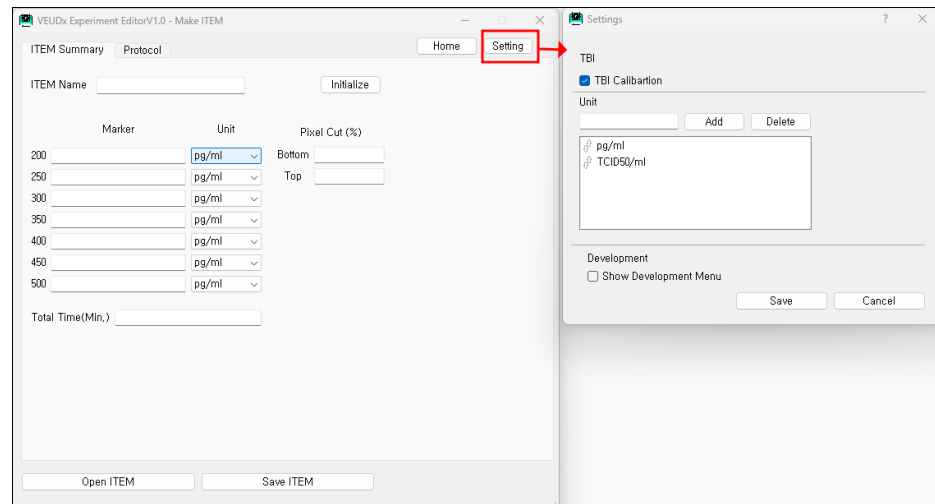 VEUDx Experiment EditorV1.0 - Make ITEM
ITEM Summary Protocol Home Setting
ITEM Name Initialize
Marker Unit Pixel Cut (%)
200 pg/ml Bottom
250 pg/ml Top
300 pg/ml
350 pg/ml
400 pg/ml
450 pg/ml
500 pg/ml
Total Time(Min.)
Open ITEM Save ITEM
Settings ?
TBI
TBI Calibartion
Unit
Add Delete
pg/ml
TCID50/ml
Development
Show Development Menu
Save Cancel